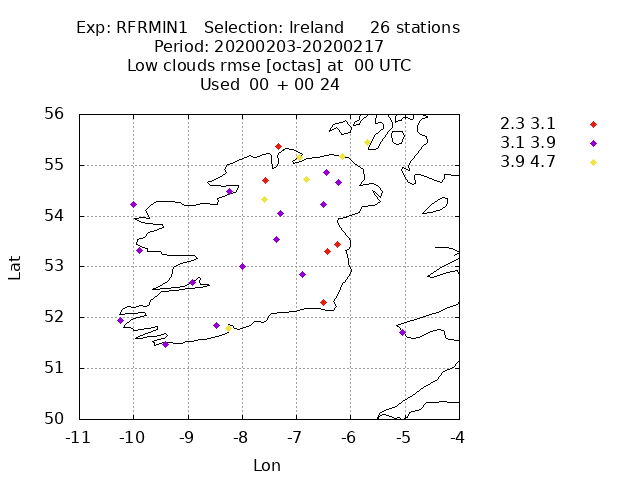 Exp: RFRMIN1 Selection: Ireland 26 stations
Period: 20200203-20200217
Low clouds rmse [octas] at 00 UTC
Used 00 + 00 24
56
55
54
53
52
51
50
-11 -10 -9 -8 -7 -6 -5 -4
Lat
Lon
2.3 3.1
3.1 3.9
3.9 4.7